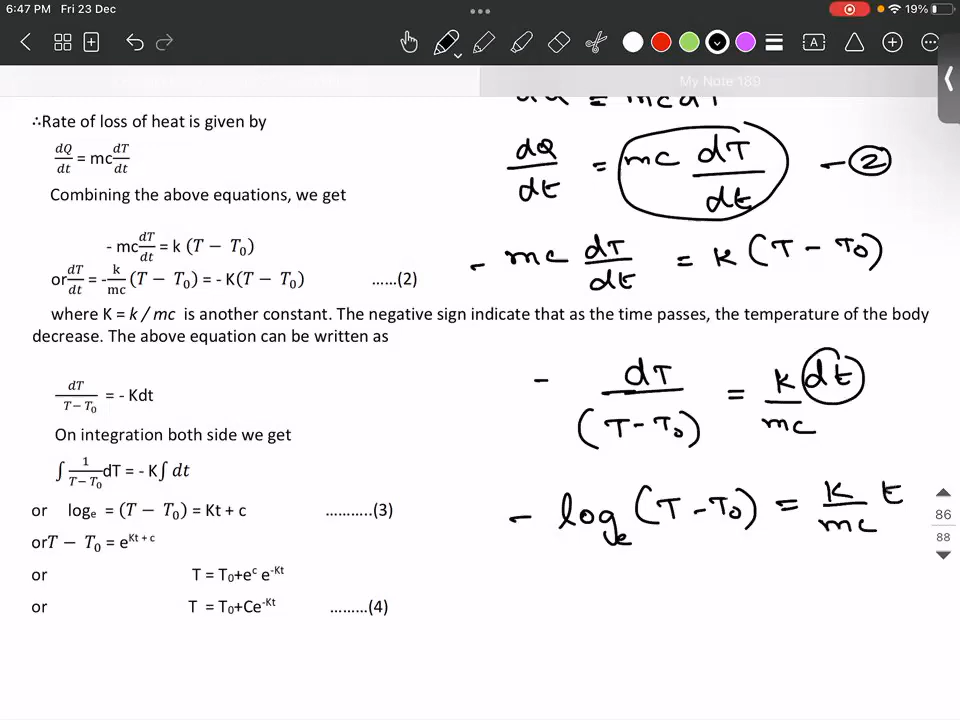 6:47 PM Fri 23 Dec
19%
A
My Note 189
∴Rate of loss of heat is given by
dQ/dt = mc dT/dt
Combining the above equations, we get
- mc dT/dt = k (T − T₀)
or dT/dt = - k/mc (T − T₀) = - K(T − T₀) ……(2)
where K = k / mc is another constant. The negative sign indicate that as the time passes, the temperature of the body
decrease. The above equation can be written as
dT/T− T₀ = - Kdt
On integration both side we get
∫ 1/T− T₀ dT = - K∫ dt
or logₑ = (T − T₀) = Kt + c ………..(3)
orT − T₀ = e^Kt + c
or T = T₀+e^c e^-Kt
or T = T₀+Ce^-Kt ………(4)
dQ/dt = mc dT/dt - 2
- mc dT/dt = k (T - T₀)
- dT/(T - T₀) = k/mc dt
- logₑ (T - T₀) = k/mc t
86
88